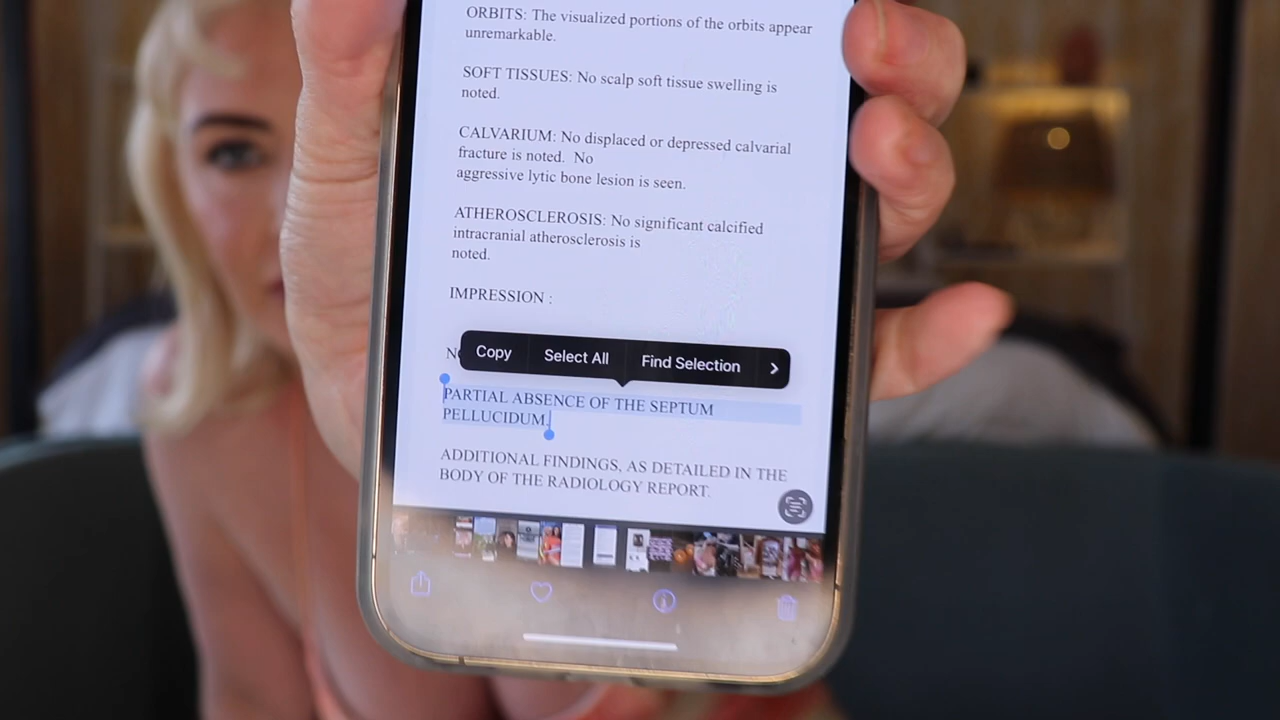 ORBITS: The visualized portions of the orbits appear
unremarkable.
SOFT TISSUES: No scalp soft tissue swelling is
noted.
CALVARIUM: No displaced or depressed calvarial
fracture is noted. No
aggressive lytic bone lesion is seen.
ATHEROSCLEROSIS: No significant calcified
intracranial atherosclerosis is
noted.
IMPRESSION :
Copy Select All Find Selection
PARTIAL ABSENCE OF THE SEPTUM
PELLUCIDUM.
ADDITIONAL FINDINGS, AS DETAILED IN THE
BODY OF THE RADIOLOGY REPORT.